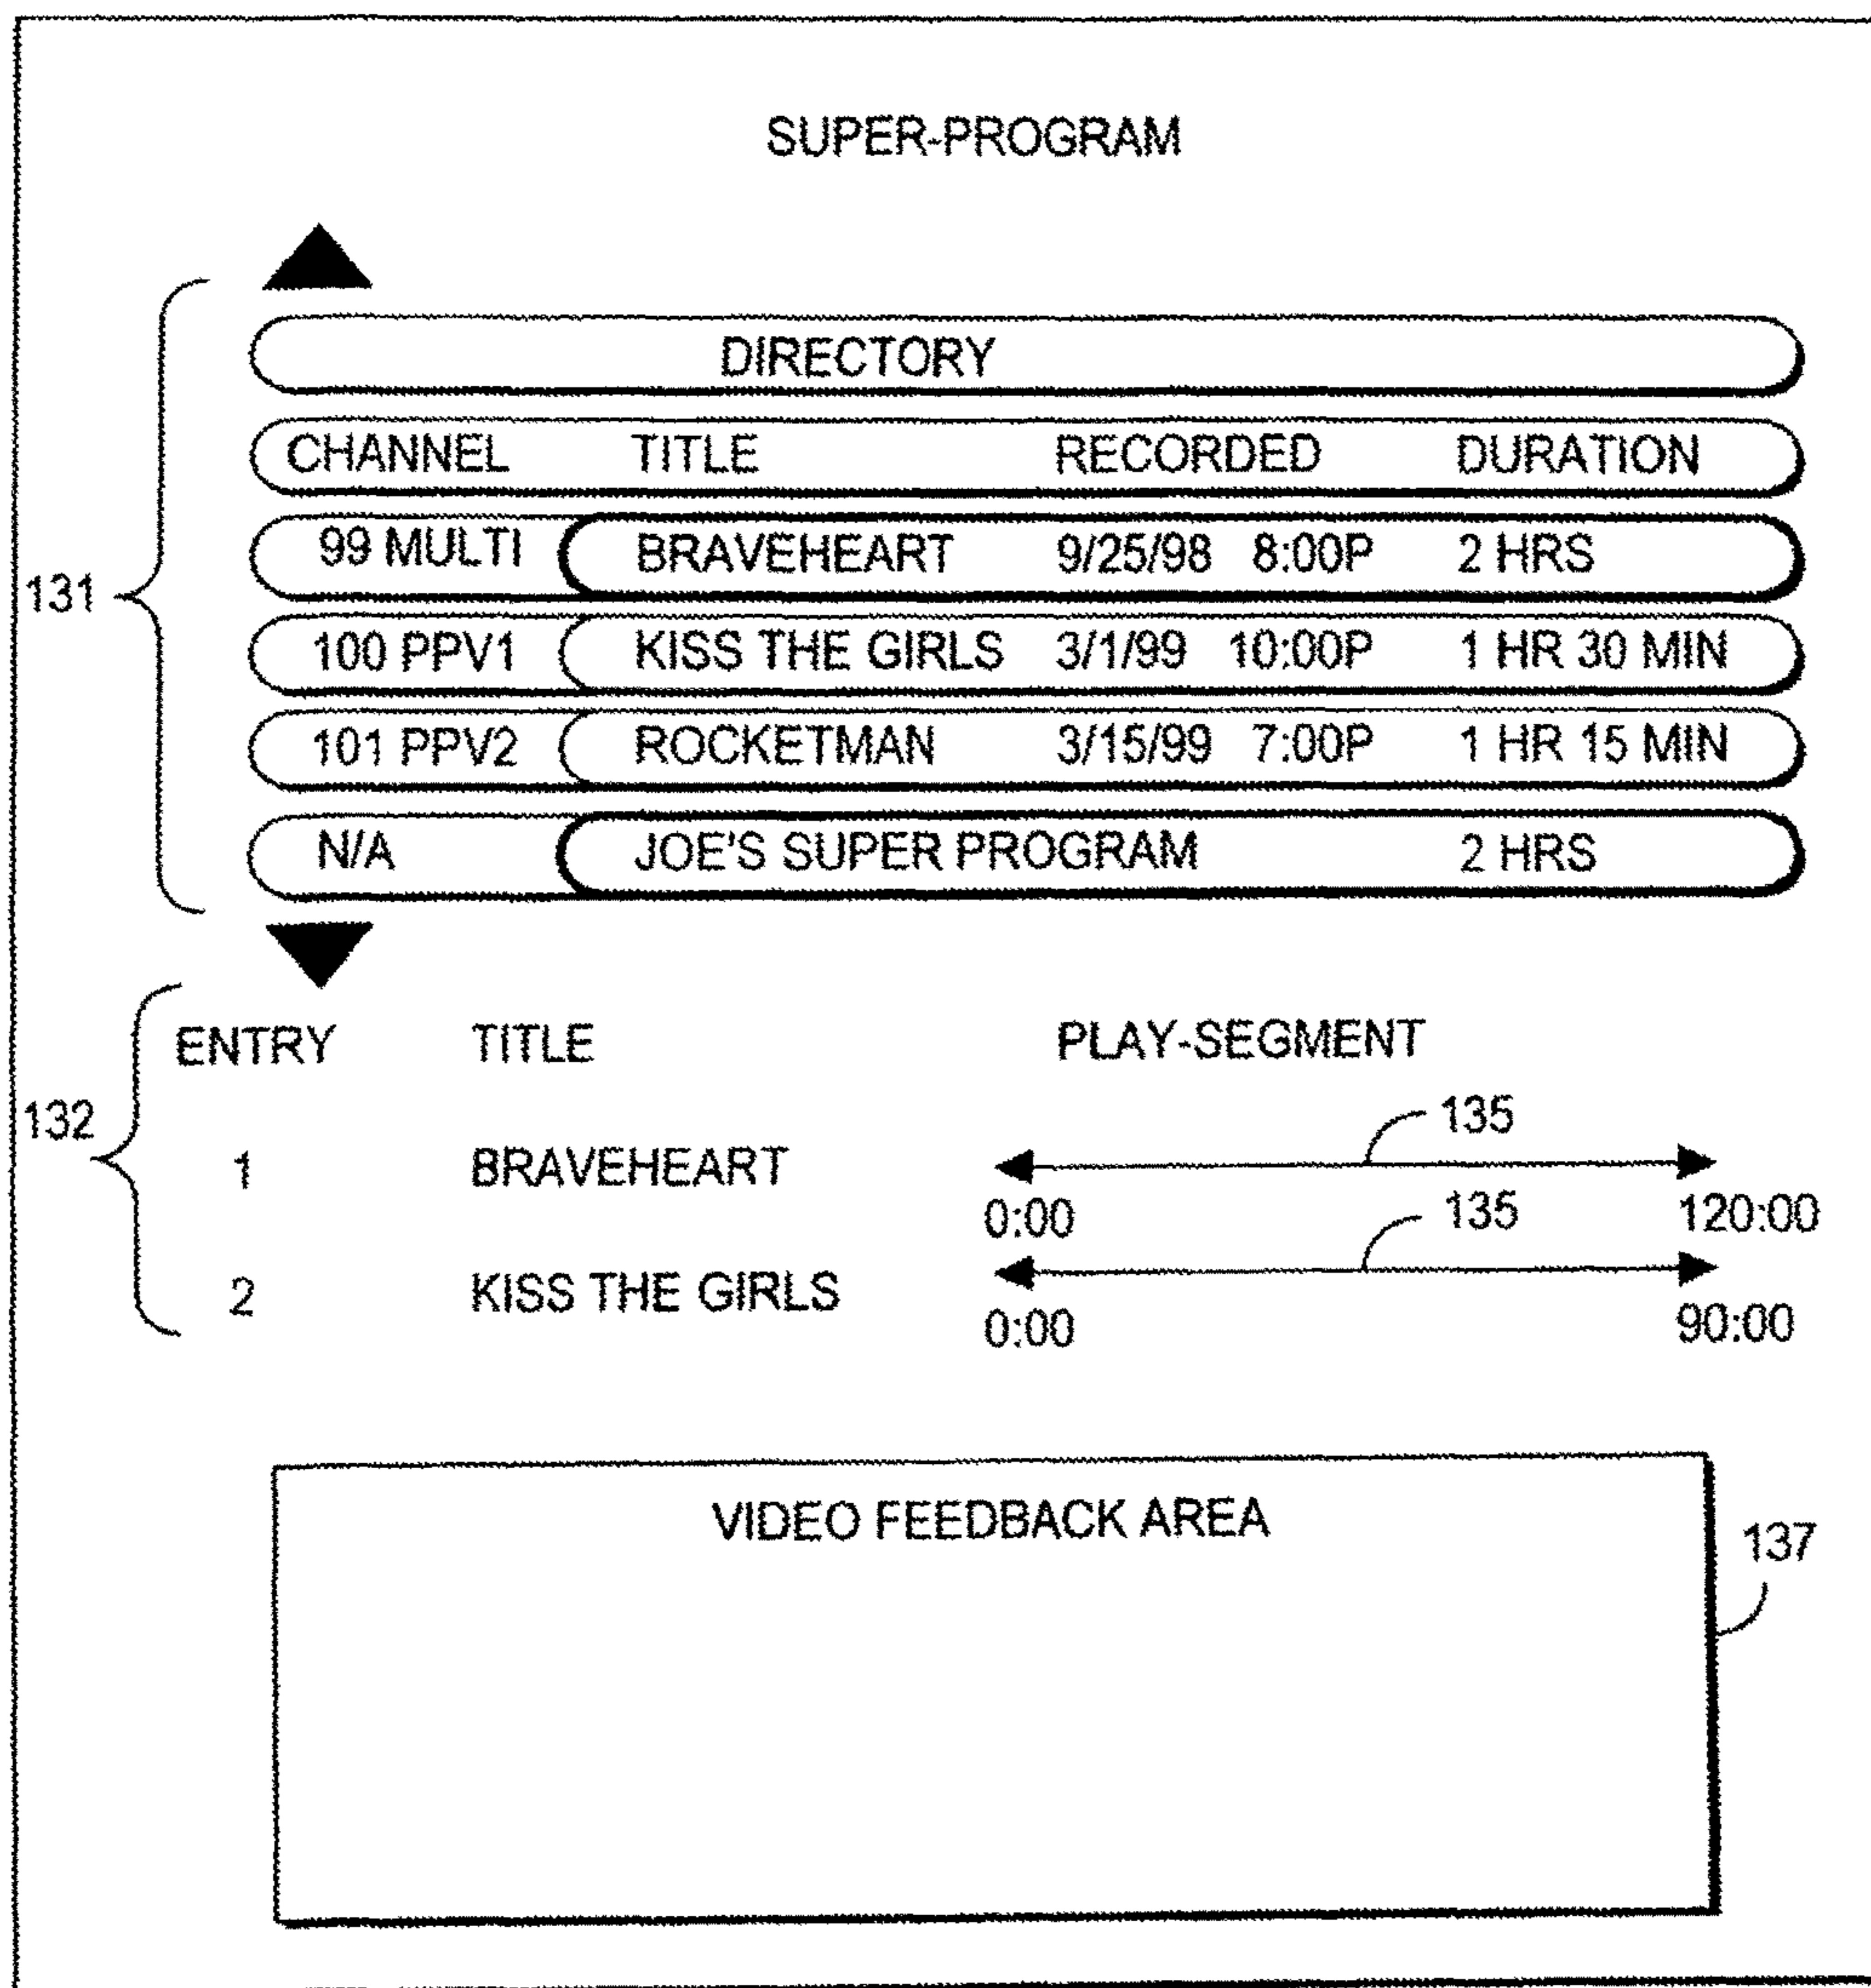 SUPER-PROGRAM
DIRECTORY
CHANNEL TITLE RECORDED DURATION
99 MULTI BRAVEHEART 9/25/98 8:00P 2 HRS
131
100 PPV1 KISS THE GIRLS 3/1/99 10:00P 1 HR 30 MIN
101 PPV2 ROCKETMAN 3/15/99 7:00P 1 HR 15 MIN
N/A JOE'S SUPER PROGRAM 2 HRS
ENTRY TITLE PLAY-SEGMENT
132
135
1 BRAVEHEART
0:00 135 120:00
2 KISS THE GIRLS
0:00 90:00
VIDEO FEEDBACK AREA
137